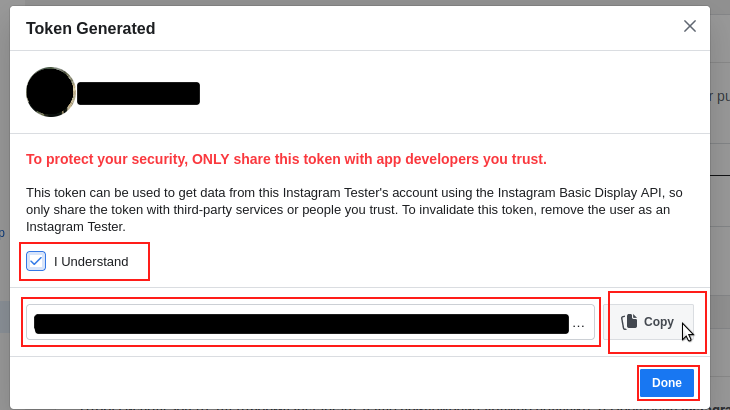 Token Generated
To protect your security, ONLY share this token with app developers you trust.
This token can be used to get data from this Instagram Tester's account using the Instagram Basic Display API, so
only share the token with third-party services or people you trust. To invalidate this token, remove the user as an
Instagram Tester.
I Understand
...
Copy
Done